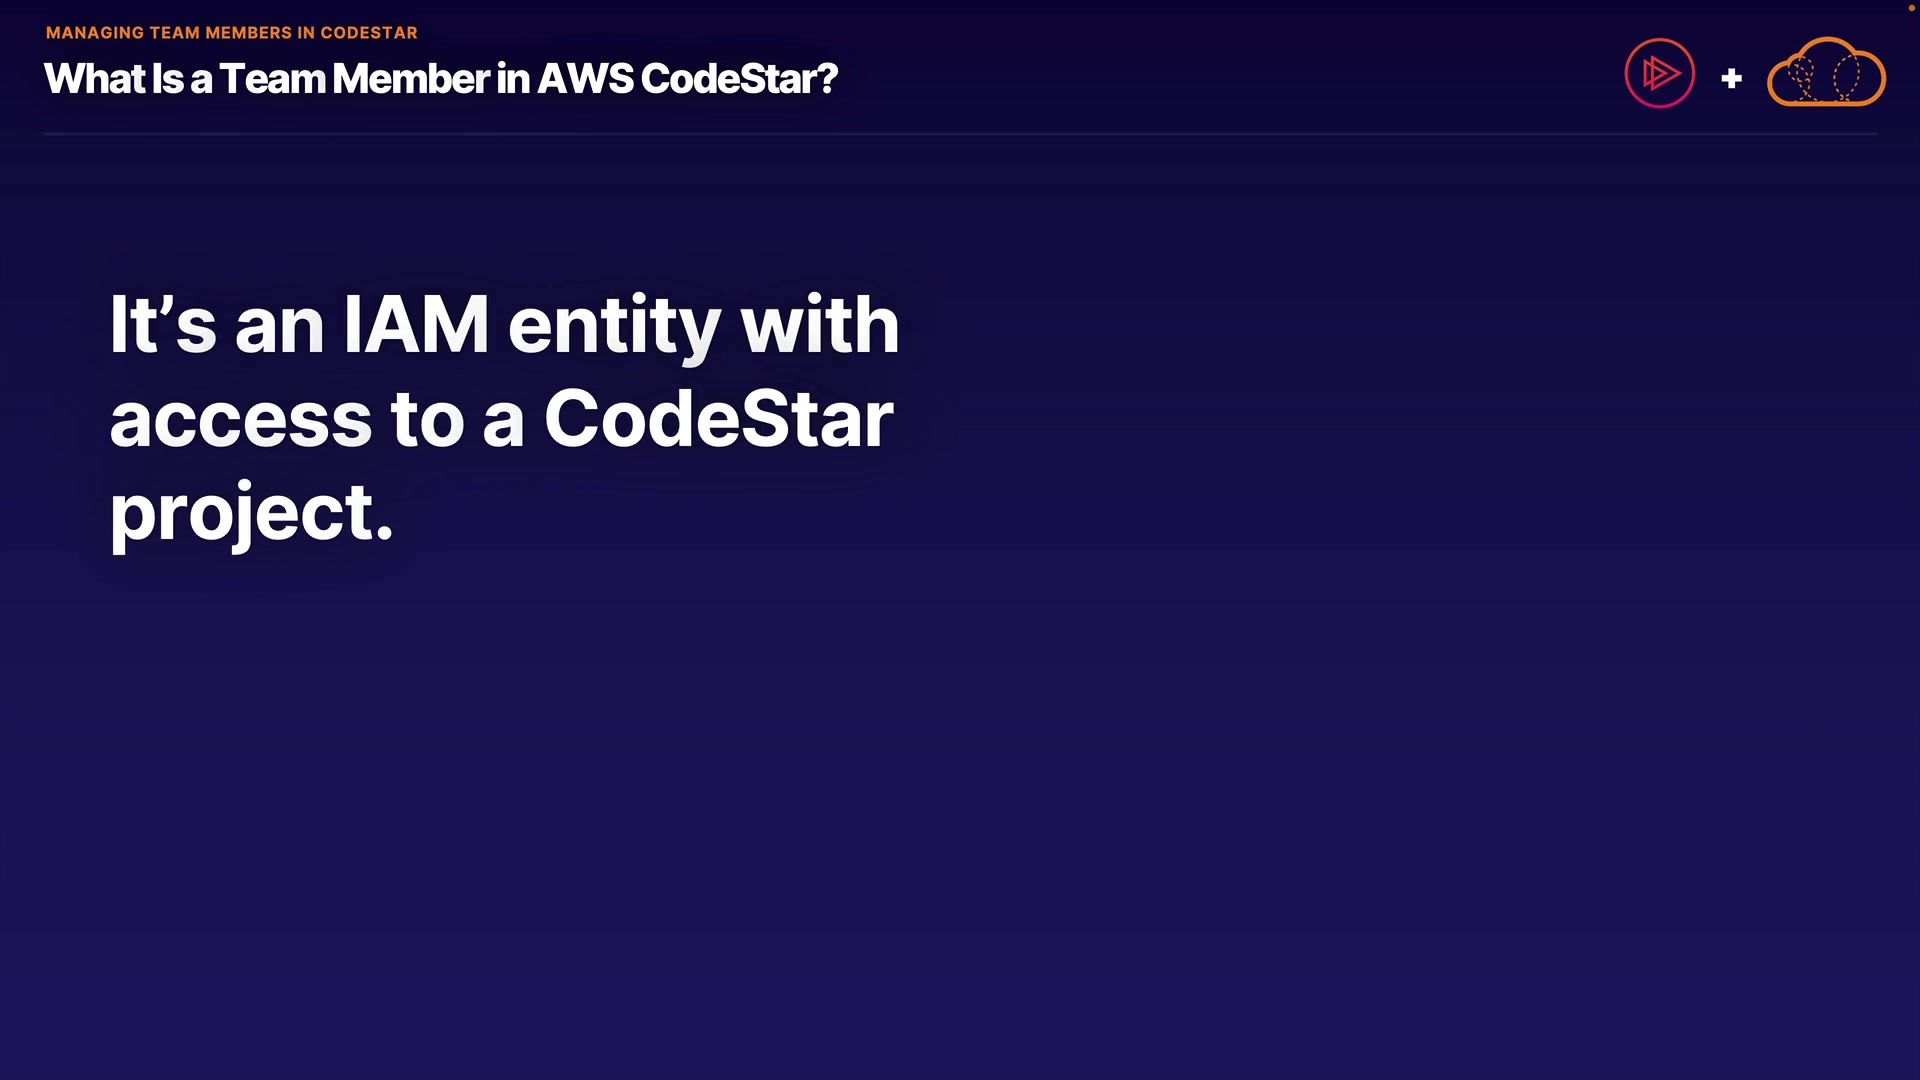 MANAGING TEAM MEMBERS IN CODESTAR
What Is a Team Member in AWS CodeStar?
+
It’s an IAM entity with
access to a CodeStar
project.